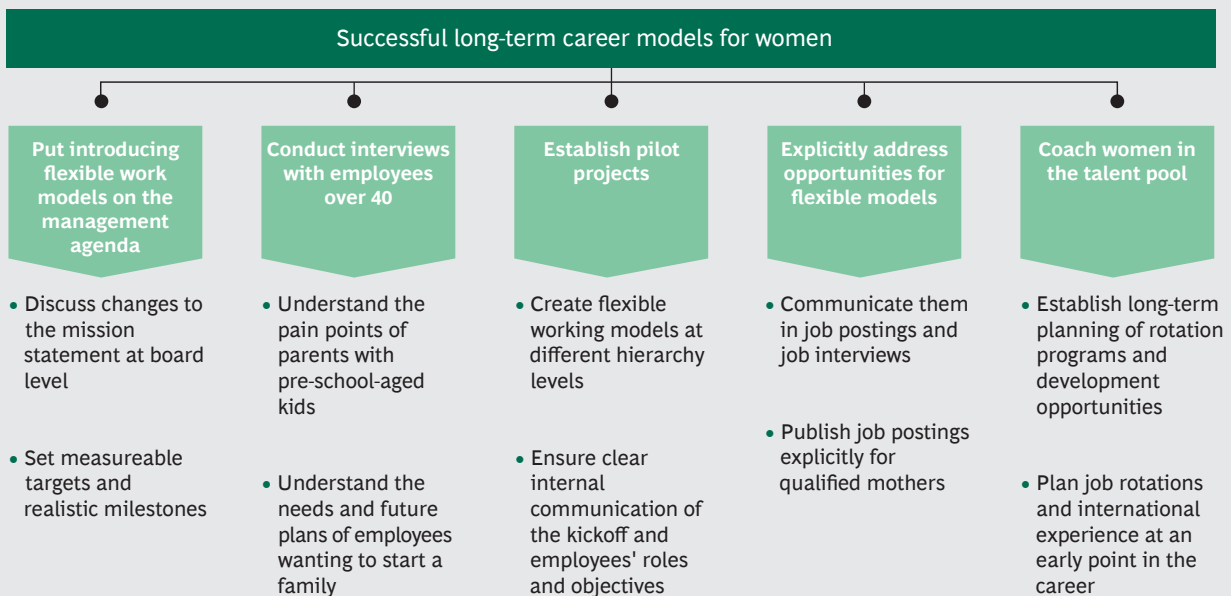 Successful long-term career models for women
Put introducing
flexible work
models on the
management
agenda
• Discuss changes to
the mission
statement at board
level
• Set measureable
targets and
realistic milestones
Conduct interviews
with employees
over 40
• Understand the
pain points of
parents with
pre-school-aged
kids
• Understand the
needs and future
plans of employees
wanting to start a
family
Establish pilot
projects
• Create flexible
working models at
different hierarchy
levels
• Ensure clear
internal
communication of
the kickoff and
employees' roles
and objectives
Explicitly address
opportunities for
flexible models
• Communicate them
in job postings and
job interviews
• Publish job postings
explicitly for
qualified mothers
Coach women in
the talent pool
• Establish long-term
planning of rotation
programs and
development
opportunities
• Plan job rotations
and international
experience at an
early point in the
career